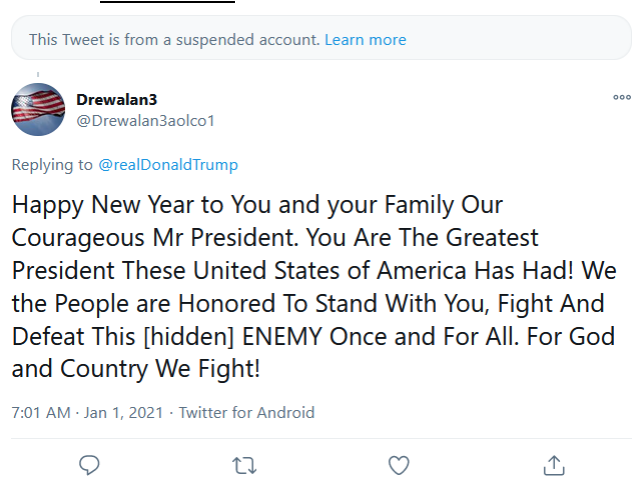 This Tweet is from a suspended account. Learn more
Drewalan3
@Drewalan3aolco1
Replying to @realDonaldTrump
Happy New Year to You and your Family Our
Courageous Mr President. You Are The Greatest
President These United States of America Has Had! We
the People are Honored To Stand With You, Fight And
Defeat This [hidden] ENEMY Once and For All. For God
and Country We Fight!
7:01 AM · Jan 1, 2021 · Twitter for Android